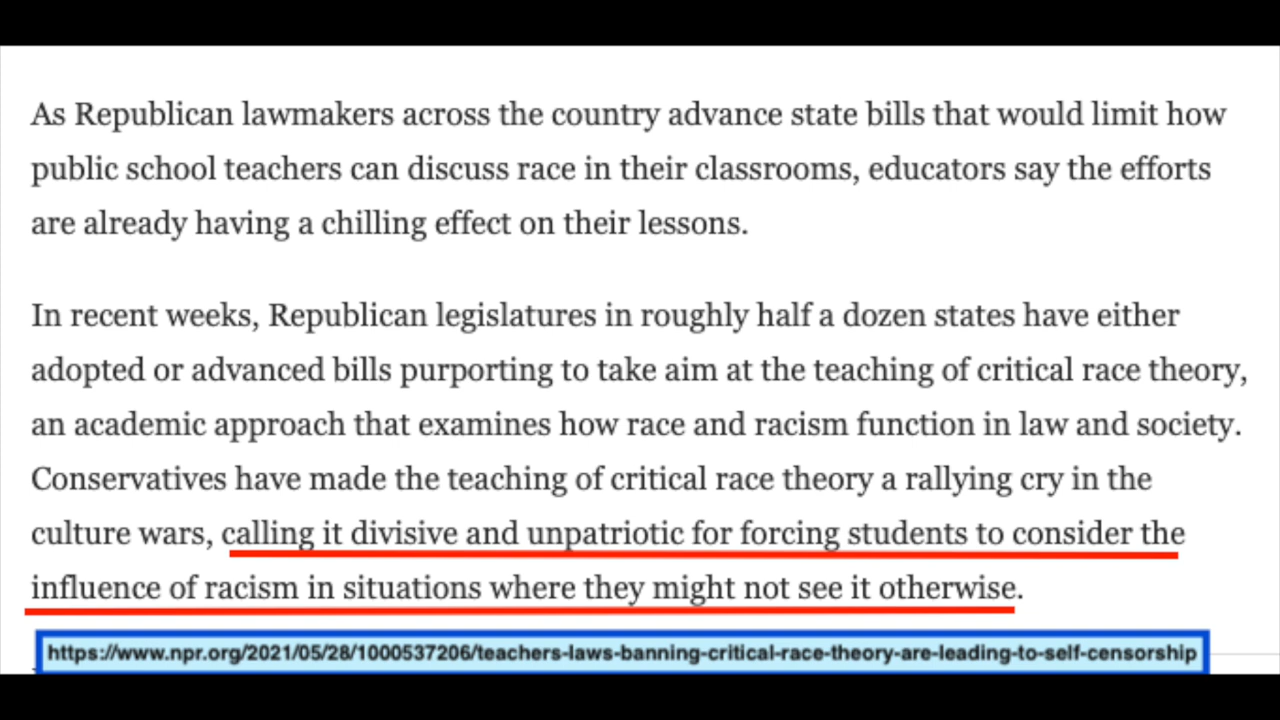 As Republican lawmakers across the country advance state bills that would limit how
public school teachers can discuss race in their classrooms, educators say the efforts
are already having a chilling effect on their lessons.
In recent weeks, Republican legislatures in roughly half a dozen states have either
adopted or advanced bills purporting to take aim at the teaching of critical race theory,
an academic approach that examines how race and racism function in law and society.
Conservatives have made the teaching of critical race theory a rallying cry in the
culture wars, calling it divisive and unpatriotic for forcing students to consider the
influence of racism in situations where they might not see it otherwise.
https://www.npr.org/2021/05/28/1000537206/teachers-laws-banning-critical-race-theory-are-leading-to-self-censorship